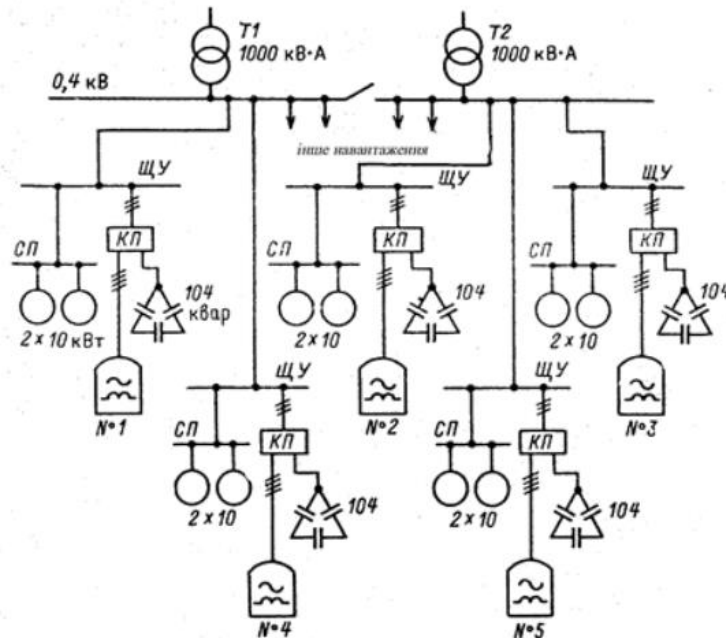 T1
1000 кВ·А
T2
1000 кВ·А
0,4 кВ
інше навантаження
ЩУ
ЩУ
ЩУ
СП
КП
104
квар
2 х 10 кВт
№1
СП
КП
104
2 х 10
№2
СП
КП
104
2 х 10
№3
ЩУ
СП
КП
104
2 х 10
№4
ЩУ
СП
КП
104
2 х 10
№5